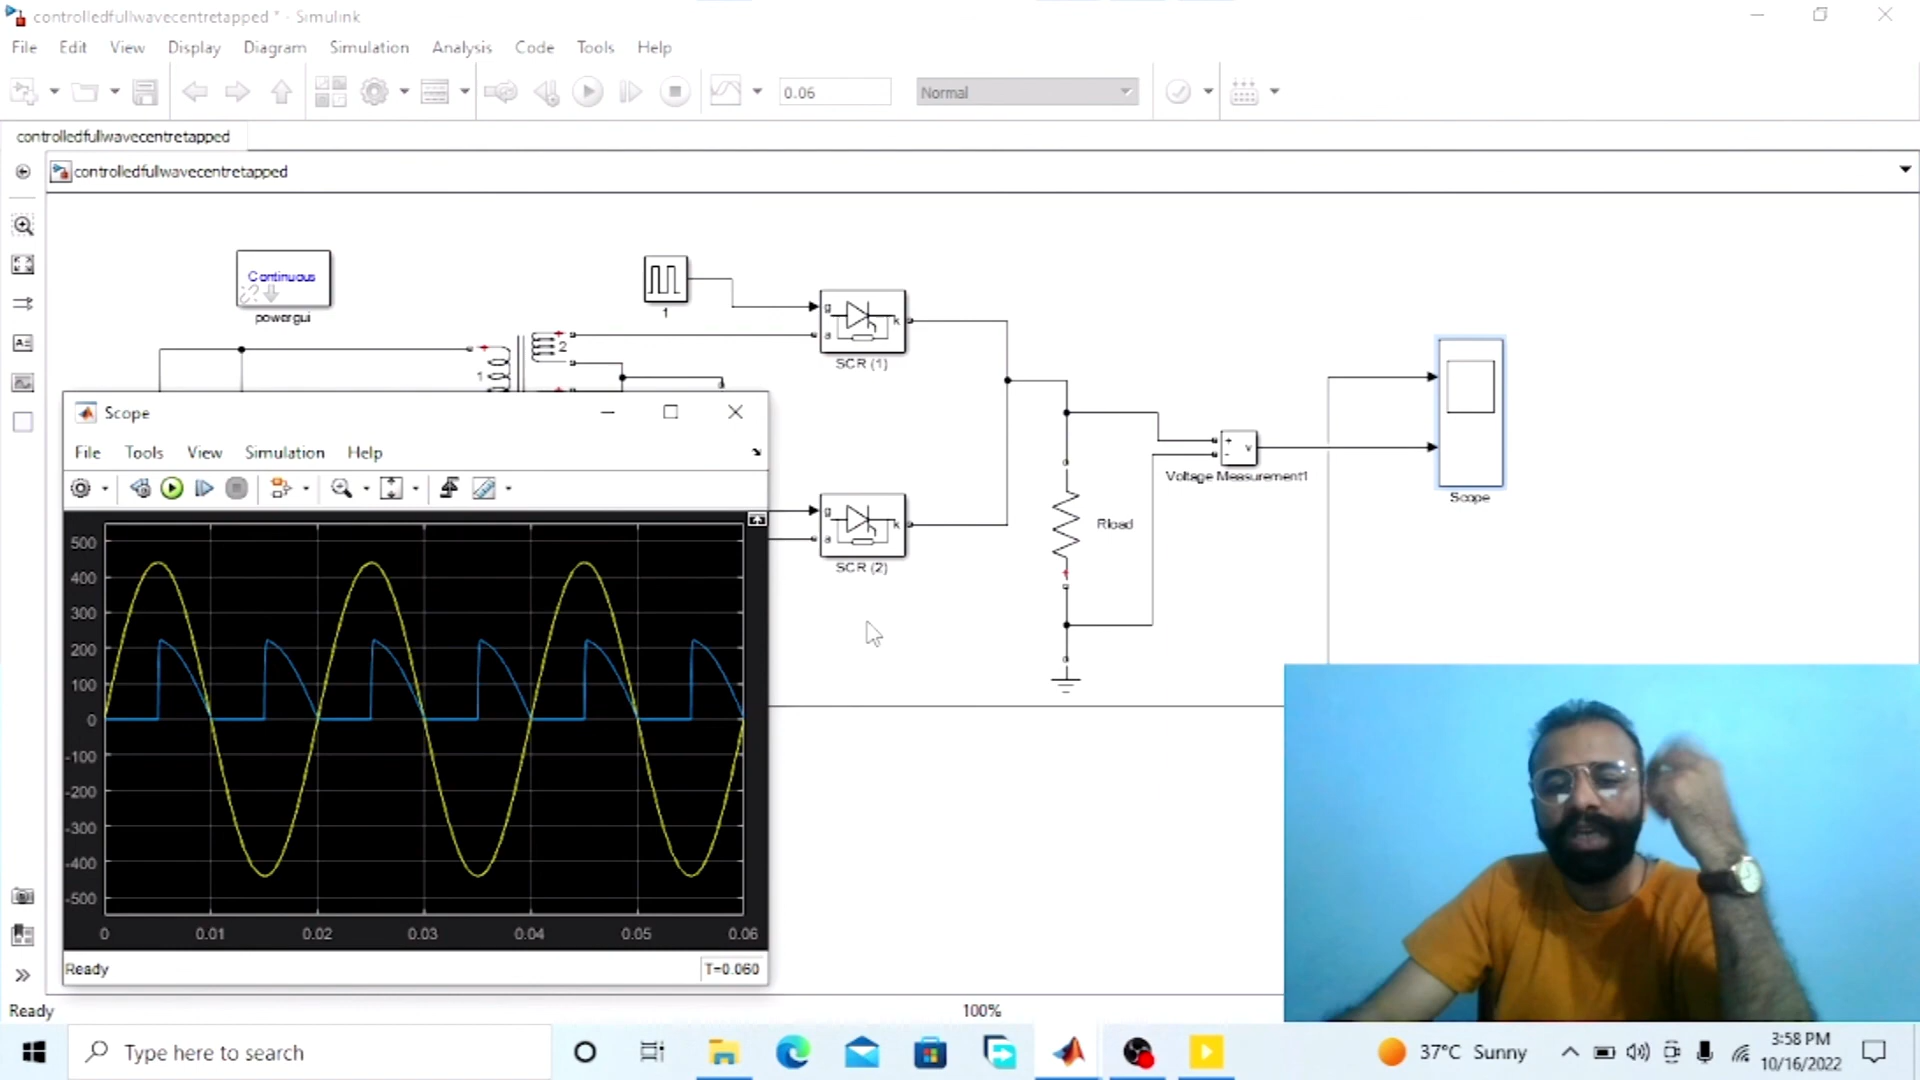 controlledfullwavecentretapped * - Simulink
File Edit View Display Diagram Simulation Analysis Code Tools Help
0.06 Normal
controlledfullwavecentretapped
controlledfullwavecentretapped
Continuous
powergui
1
g
a
k
SCR (1)
2
1
Scope
File Tools View Simulation Help
500
400
300
200
100
0
-100
-200
-300
-400
-500
0 0.01 0.02 0.03 0.04 0.05 0.06
Ready T=0.060
g
a
k
SCR (2)
Rload
+
-
v
Voltage Measurement1
Scope
Ready 100%
Type here to search
37°C Sunny
3:58 PM
10/16/2022